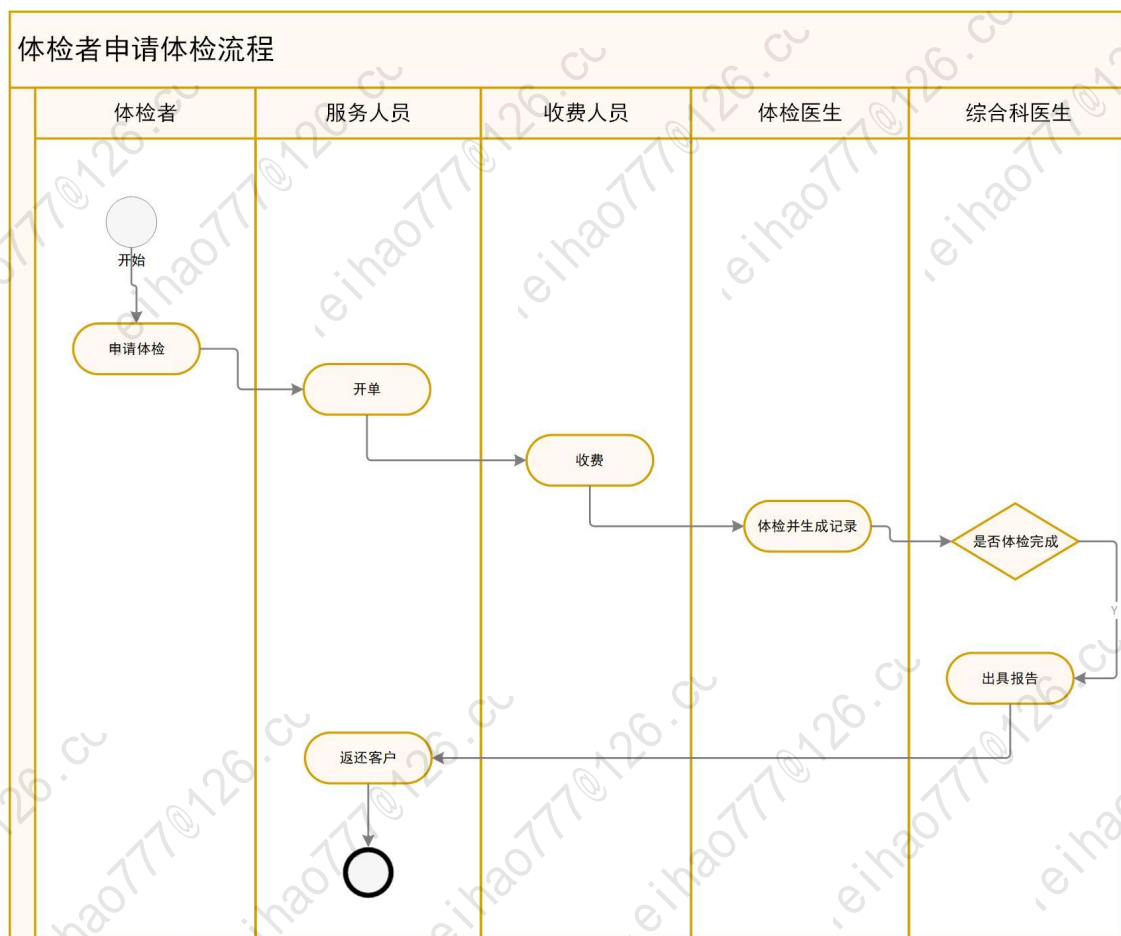 体检者申请体检流程
体检者
服务人员
收费人员
体检医生
综合科医生
开始
申请体检
开单
收费
体检并生成记录
是否体检完成
Y
出具报告
返还客户